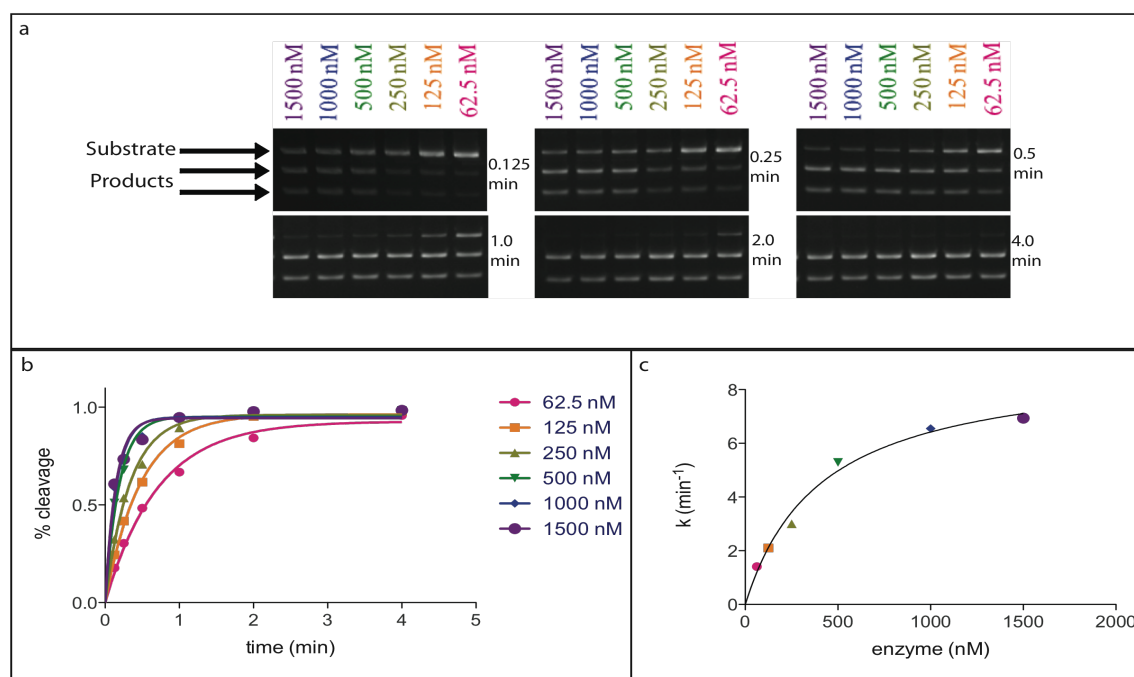 a
1500 nM 1000 nM 500 nM 250 nM 125 nM 62.5 nM
1500 nM 1000 nM 500 nM 250 nM 125 nM 62.5 nM
1500 nM 1000 nM 500 nM 250 nM 125 nM 62.5 nM
Substrate
Products
0.125
min
0.25
min
0.5
min
1.0
min
2.0
min
4.0
min
b
% cleavage
1.0
0.5
0.0
0 1 2 3 4 5
time (min)
62.5 nM
125 nM
250 nM
500 nM
1000 nM
1500 nM
c
k (min-1)
8
6
4
2
0
0 500 1000 1500 2000
enzyme (nM)